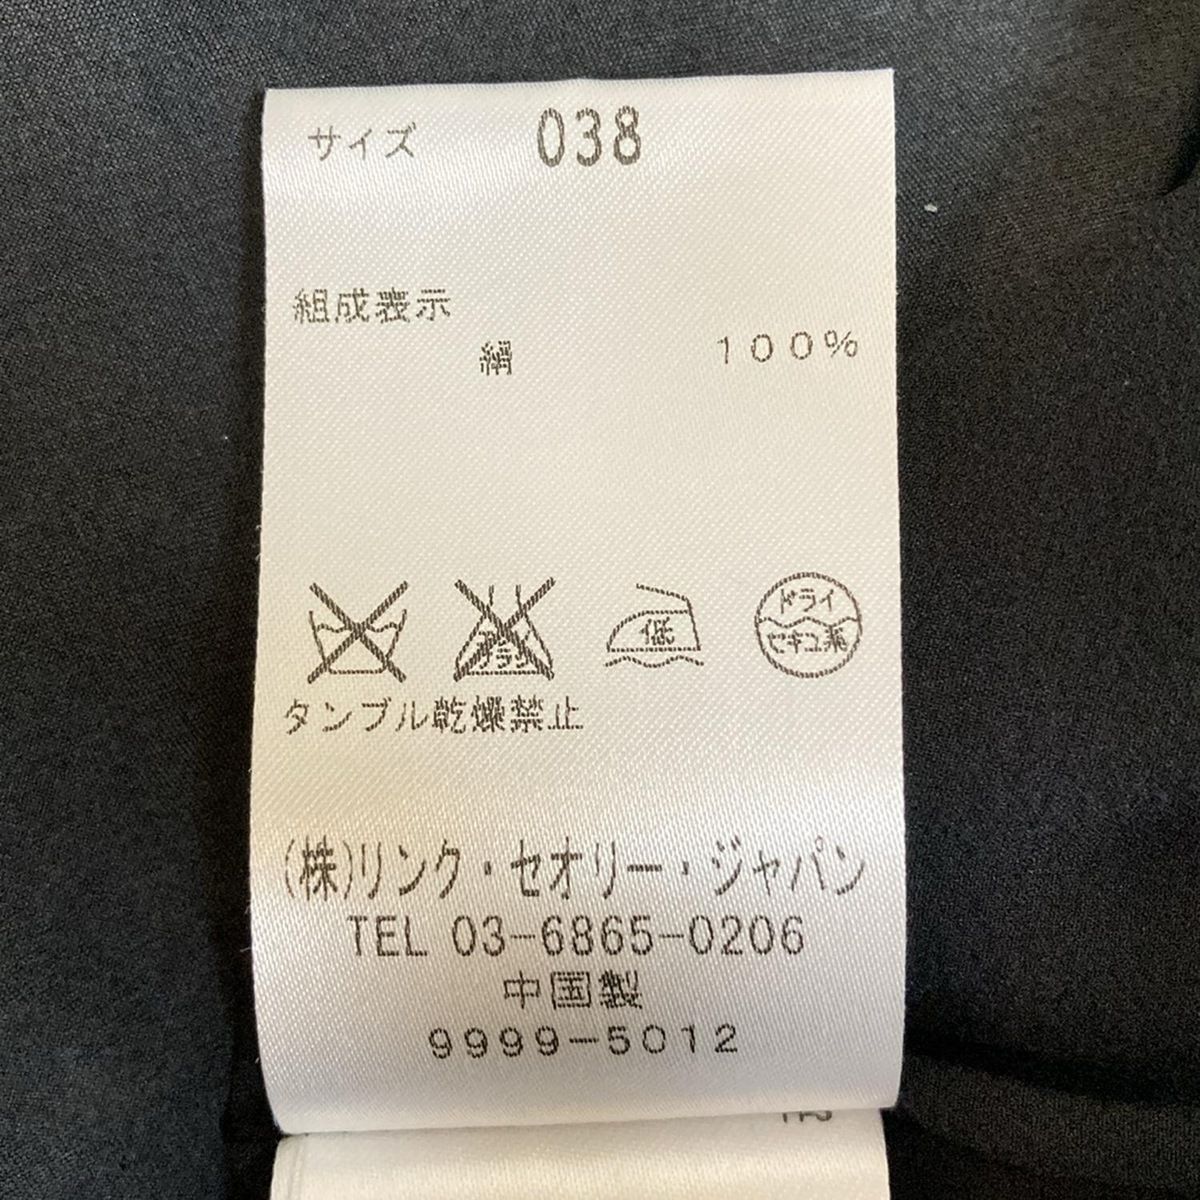 サイズ 038
組成表示
絹 100%
低
ドライ
セキユ系
タンブル乾燥禁止
(株)リンク・セオリー・ジャパン
TEL 03-6865-0206
中国製
9999-5012